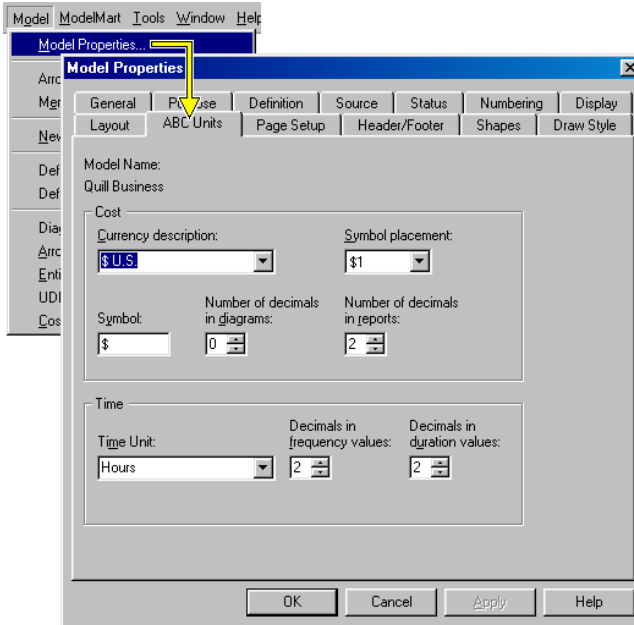 Model ModelMart Tools Window Help
Model Properties...
Model Properties
General Purpose Definition Source Status Numbering Display
Layout ABC Units Page Setup Header/Footer Shapes Draw Style
Model Name:
Quill Business
Cost
Currency description: Symbol placement:
$ U.S. $1
Symbol: Number of decimals in diagrams: Number of decimals in reports:
$ 0 2
Time
Time Unit: Decimals in frequency values: Decimals in duration values:
Hours 2 2
OK Cancel Apply Help